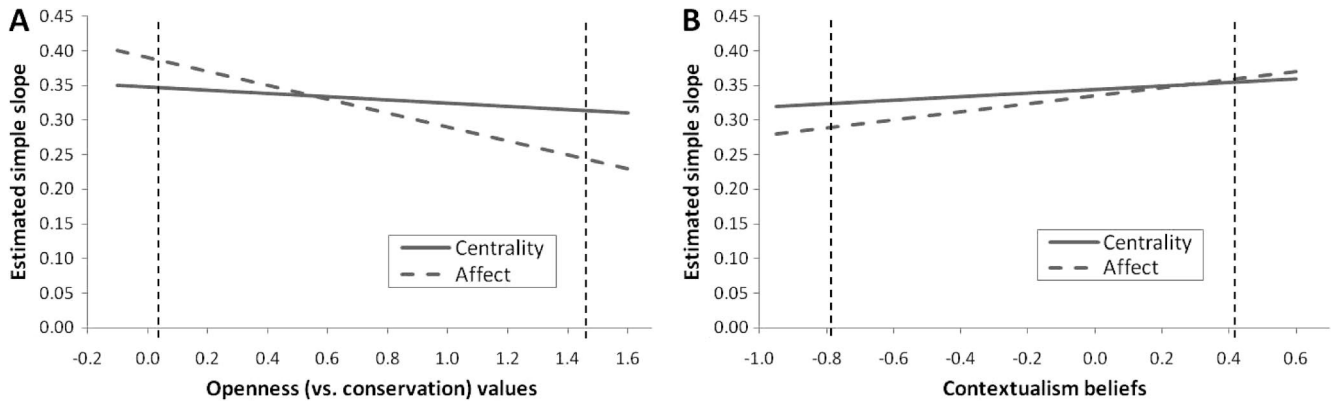 A
Estimated simple slope
0.45
0.40
0.35
0.30
0.25
0.20
0.15
0.10
0.05
0.00
Centrality
Affect
-0.2 0.0 0.2 0.4 0.6 0.8 1.0 1.2 1.4 1.6
Openness (vs. conservation) values
B
Estimated simple slope
0.45
0.40
0.35
0.30
0.25
0.20
0.15
0.10
0.05
0.00
Centrality
Affect
-1.0 -0.8 -0.6 -0.4 -0.2 0.0 0.2 0.4 0.6
Contextualism beliefs